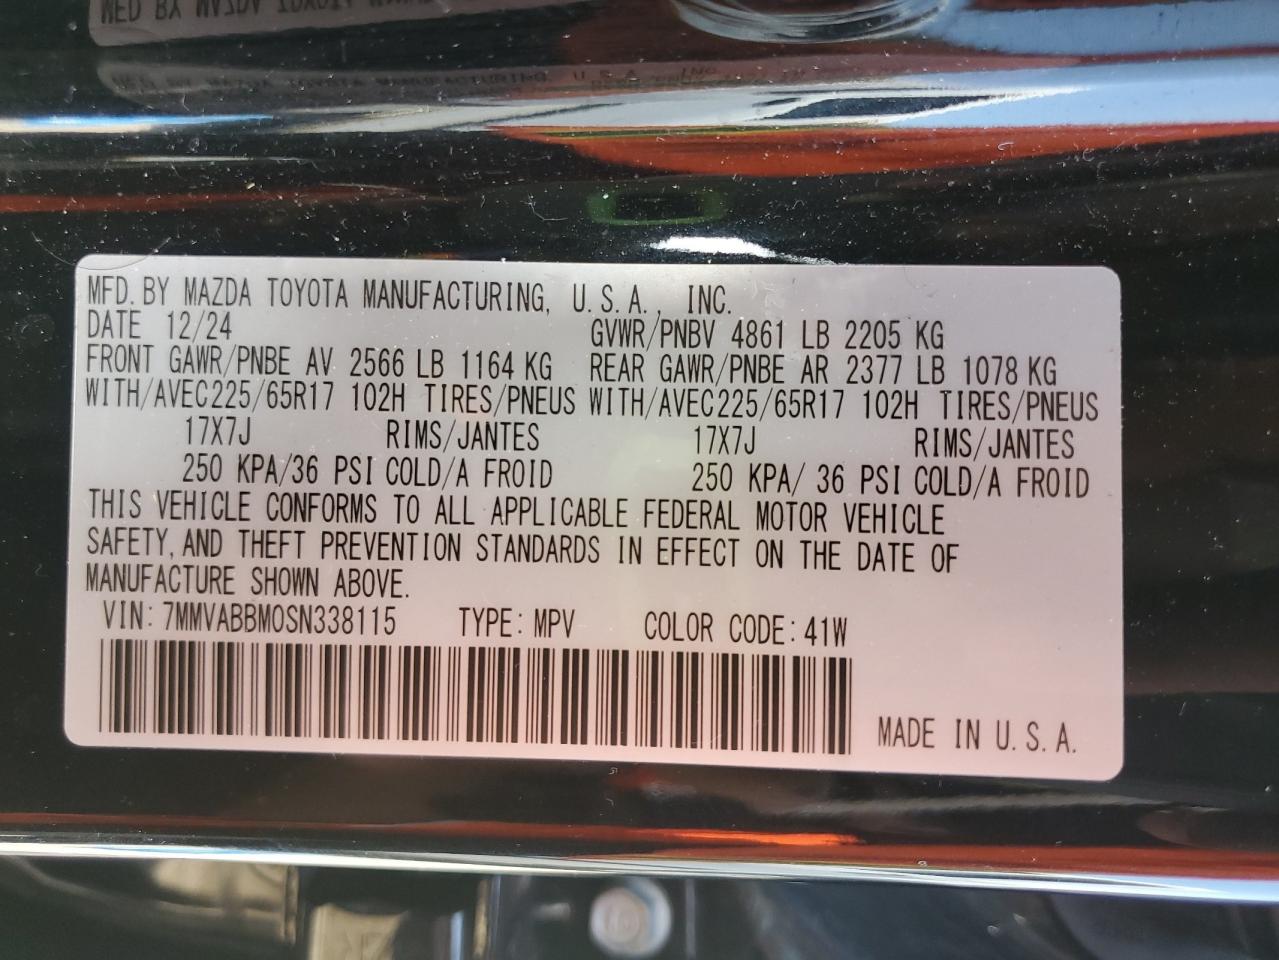 MFD. BY MAZDA TOYOTA MANUFACTURING, U.S.A., INC.
DATE 12/24 GVWR/PNBV 4861 LB 2205 KG
FRONT GAWR/PNBE AV 2566 LB 1164 KG REAR GAWR/PNBE AR 2377 LB 1078 KG
WITH/AVEC225/65R17 102H TIRES/PNEUS WITH/AVEC225/65R17 102H TIRES/PNEUS
17X7J RIMS/JANTES 17X7J RIMS/JANTES
250 KPA/36 PSI COLD/A FROID 250 KPA/ 36 PSI COLD/A FROID
THIS VEHICLE CONFORMS TO ALL APPLICABLE FEDERAL MOTOR VEHICLE
SAFETY, AND THEFT PREVENTION STANDARDS IN EFFECT ON THE DATE OF
MANUFACTURE SHOWN ABOVE.
VIN: 7MMVABBM0SN338115 TYPE: MPV COLOR CODE: 41W
MADE IN U.S.A.